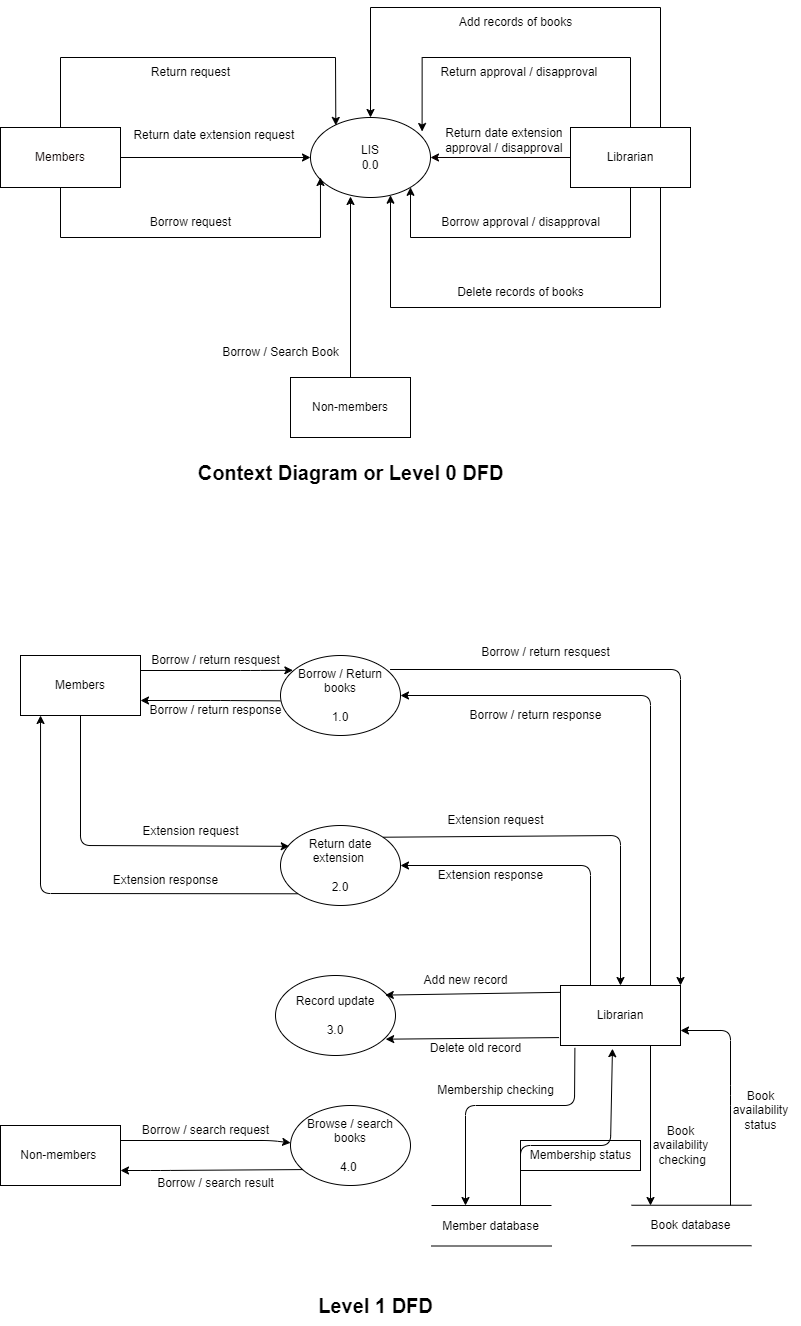 Add records of books
Return request
Return approval / disapproval
Return date extension request
Return date extension
approval / disapproval
Members
LIS
0.0
Librarian
Borrow request
Borrow approval / disapproval
Delete records of books
Borrow / Search Book
Non-members
Context Diagram or Level 0 DFD
Borrow / return resquest
Borrow / return resquest
Members
Borrow / Return
books
1.0
Borrow / return response
Borrow / return response
Extension request
Extension request
Return date
extension
2.0
Extension response
Extension response
Add new record
Record update
3.0
Librarian
Delete old record
Membership checking
Book
availability
status
Borrow / search request
Browse / search
books
4.0
Book
availability
checking
Non-members
Membership status
Borrow / search result
Member database
Book database
Level 1 DFD